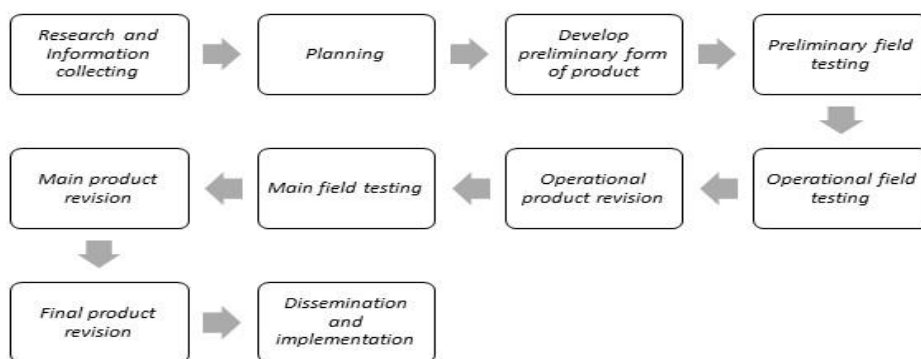 Research and
Information
collecting
Planning
Develop
preliminary form
of product
Preliminary field
testing
Operational field
testing
Operational
product revision
Main field testing
Main product
revision
Final product
revision
Dissemination
and
implementation